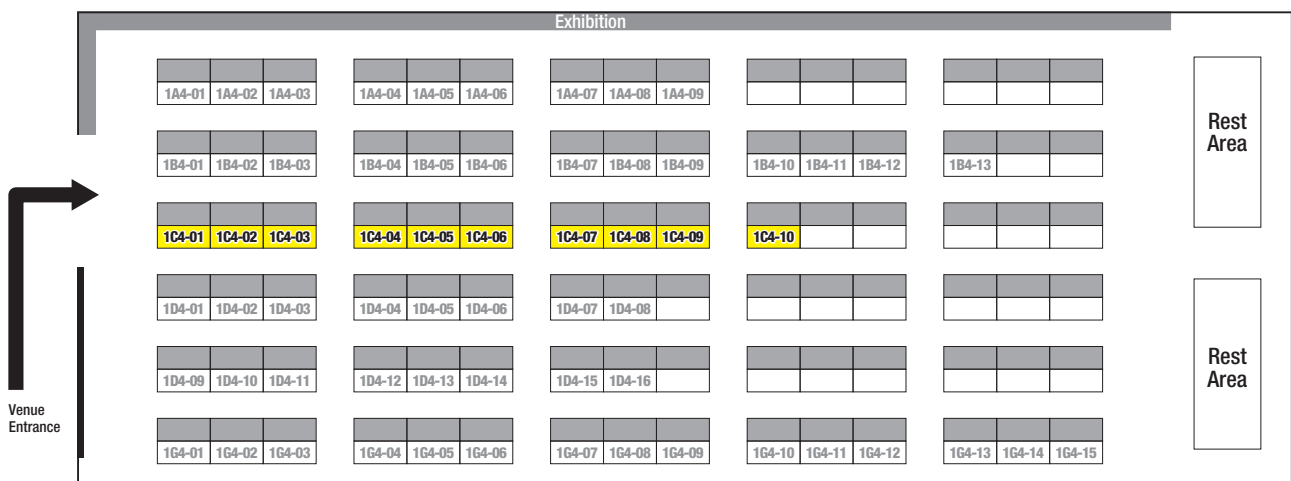 Exhibition
1A4-01 1A4-02 1A4-03 1A4-04 1A4-05 1A4-06 1A4-07 1A4-08 1A4-09
Rest
Area
1B4-01 1B4-02 1B4-03 1B4-04 1B4-05 1B4-06 1B4-07 1B4-08 1B4-09 1B4-10 1B4-11 1B4-12 1B4-13
1C4-01 1C4-02 1C4-03 1C4-04 1C4-05 1C4-06 1C4-07 1C4-08 1C4-09 1C4-10
1D4-01 1D4-02 1D4-03 1D4-04 1D4-05 1D4-06 1D4-07 1D4-08
Rest
Area
1D4-09 1D4-10 1D4-11 1D4-12 1D4-13 1D4-14 1D4-15 1D4-16
Venue
Entrance
1G4-01 1G4-02 1G4-03 1G4-04 1G4-05 1G4-06 1G4-07 1G4-08 1G4-09 1G4-10 1G4-11 1G4-12 1G4-13 1G4-14 1G4-15